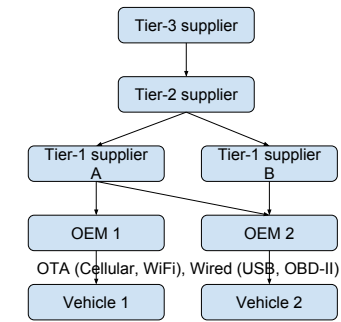 Tier-3 supplier
Tier-2 supplier
Tier-1 supplier
A
Tier-1 supplier
B
OEM 1
OEM 2
OTA (Cellular, WiFi), Wired (USB, OBD-II)
Vehicle 1
Vehicle 2